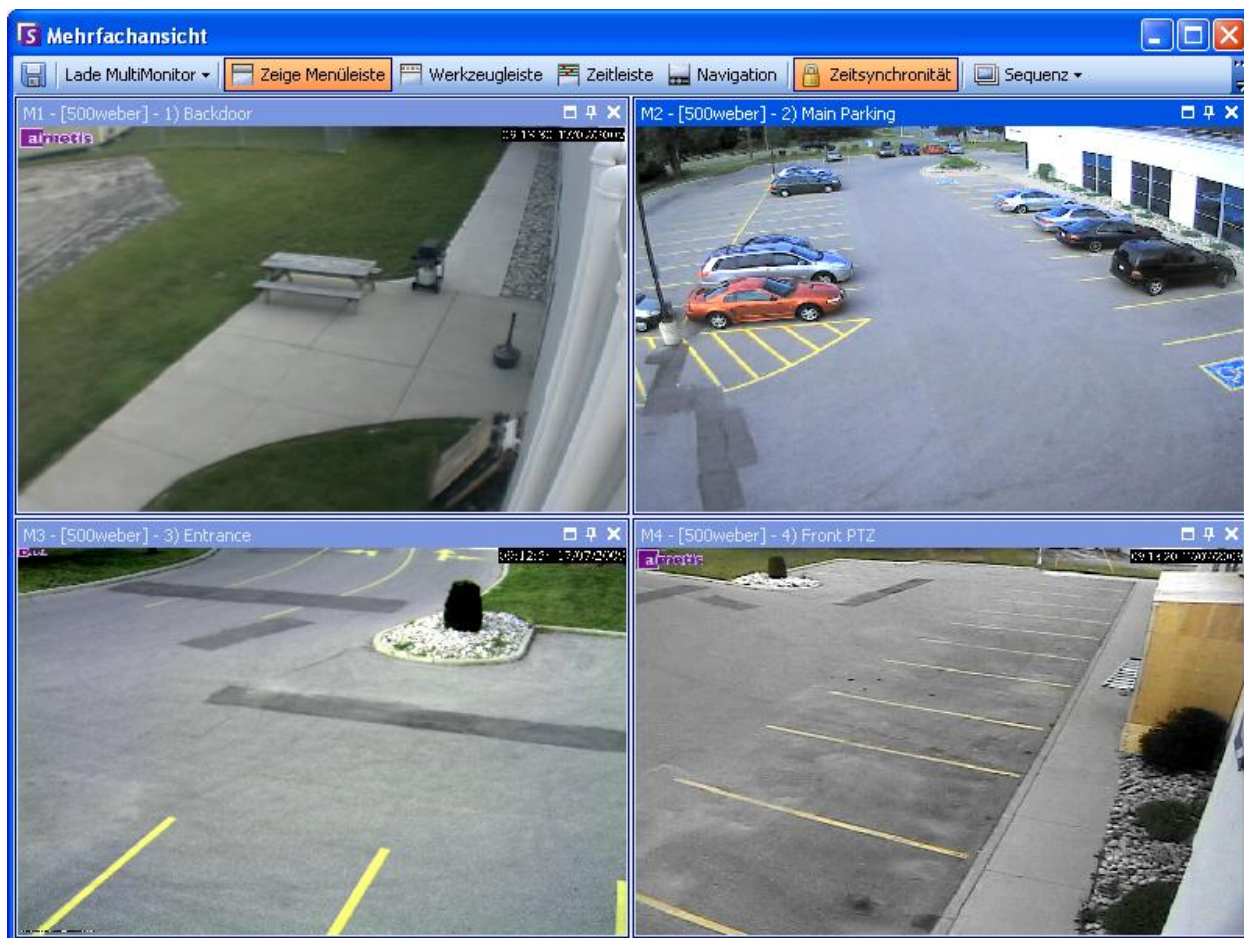 Mehrfachansicht
Lade MultiMonitor Zeige Menüleiste Werkzeugleiste Zeitleiste Navigation Zeitsynchronität Sequenz
M1 - [500weber] - 1) Backdoor
aimetis
M2 - [500weber] - 2) Main Parking
M3 - [500weber] - 3) Entrance
M4 - [500weber] - 4) Front PTZ
aimetis